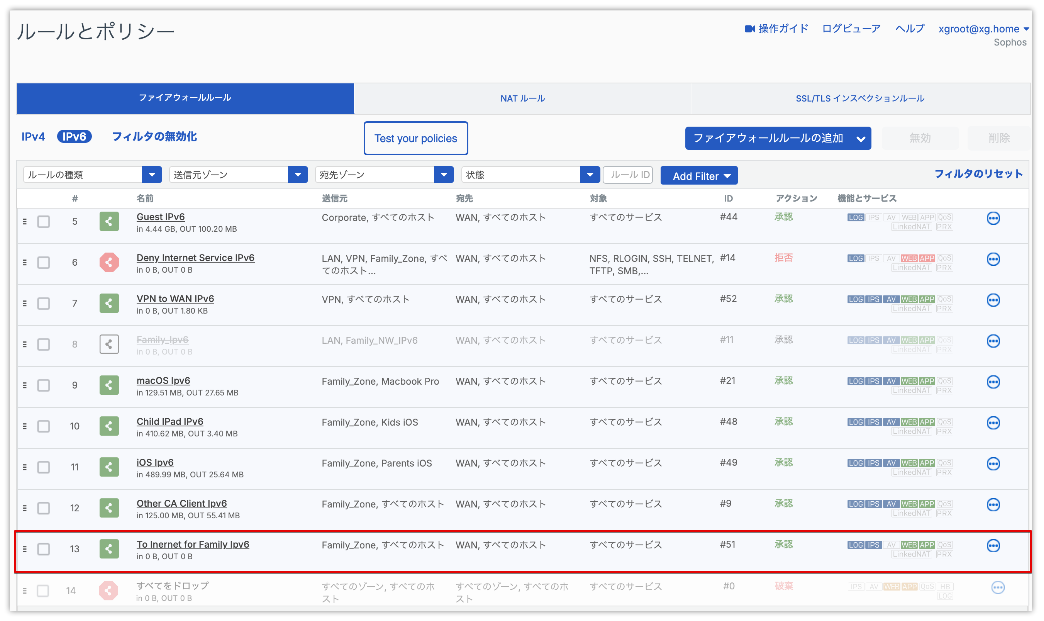 ルールとポリシー
操作ガイド ログビューア ヘルプ xgroot@xg.home
Sophos
ファイアウォールルール NAT ルール SSL/TLS インスペクションルール
IPv4 IPv6 フィルタの無効化 Test your policies ファイアウォールルールの追加 無効 削除
ルールの種類 送信元ゾーン 宛先ゾーン 状態 ルール ID Add Filter フィルタのリセット
# 名前 送信元 宛先 対象 ID アクション 機能とサービス
5 Guest IPv6 Corporate, すべてのホスト WAN, すべてのホスト すべてのサービス #44 承認 LOG IPS AV WEB APP QoS
in 4.44 GB, OUT 100.20 MB LinkedNAT PRX
6 Deny Internet Service IPv6 LAN, VPN, Family_Zone, すべ WAN, すべてのホスト NFS, RLOGIN, SSH, TELNET, #14 拒否 LOG IPS AV WEB APP QoS
in 0 B, OUT 0 B てのホスト... TFTP, SMB,... LinkedNAT PRX
7 VPN to WAN IPv6 VPN, すべてのホスト WAN, すべてのホスト すべてのサービス #52 承認 LOG IPS AV WEB APP QoS
in 0 B, OUT 1.80 KB LinkedNAT PRX
8 Family_Ipv6 LAN, Family_NW_IPv6 WAN, すべてのホスト すべてのサービス #11 承認 LOG IPS AV WEB APP QoS
in 0 B, OUT 0 B LinkedNAT PRX
9 macOS Ipv6 Family_Zone, Macbook Pro WAN, すべてのホスト すべてのサービス #21 承認 LOG IPS AV WEB APP QoS
in 129.51 MB, OUT 27.65 MB LinkedNAT PRX
10 Child IPad IPv6 Family_Zone, Kids iOS WAN, すべてのホスト すべてのサービス #48 承認 LOG IPS AV WEB APP QoS
in 410.62 MB, OUT 3.40 MB LinkedNAT PRX
11 iOS Ipv6 Family_Zone, Parents iOS WAN, すべてのホスト すべてのサービス #49 承認 LOG IPS AV WEB APP QoS
in 489.99 MB, OUT 25.64 MB LinkedNAT PRX
12 Other CA Client Ipv6 Family_Zone, すべてのホスト WAN, すべてのホスト すべてのサービス #9 承認 LOG IPS AV WEB APP QoS
in 125.00 MB, OUT 55.41 MB LinkedNAT PRX
13 To Inernet for Family Ipv6 Family_Zone, すべてのホスト WAN, すべてのホスト すべてのサービス #51 承認 LOG IPS AV WEB APP QoS
in 0 B, OUT 0 B LinkedNAT PRX
14 すべてをドロップ すべてのゾーン, すべてのホ すべてのゾーン, すべてのホ すべてのサービス #0 破棄 IPS AV WEB APP QoS HB
in 0 B, OUT 0 B スト スト LOG